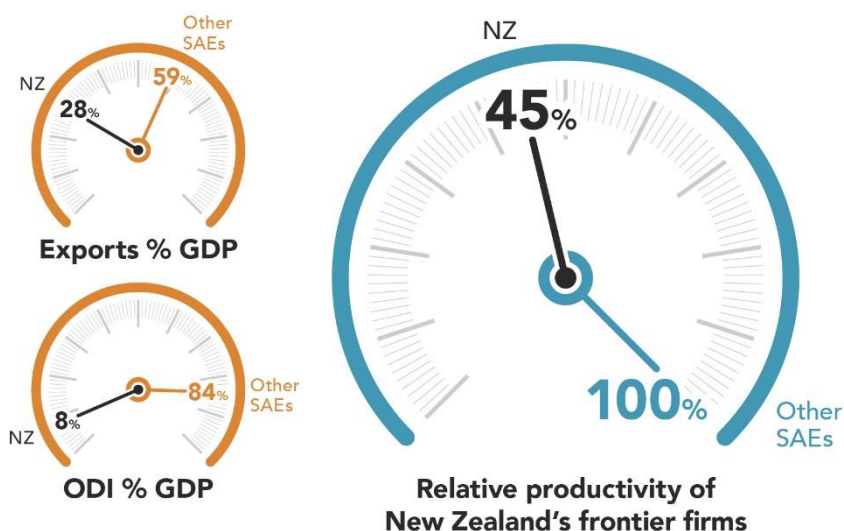 Other
SAEs
NZ
59%
28%
Exports % GDP
84%
Other
SAEs
8%
NZ
ODI % GDP
NZ
45%
100%
Other
SAEs
Relative productivity of
New Zealand's frontier firms